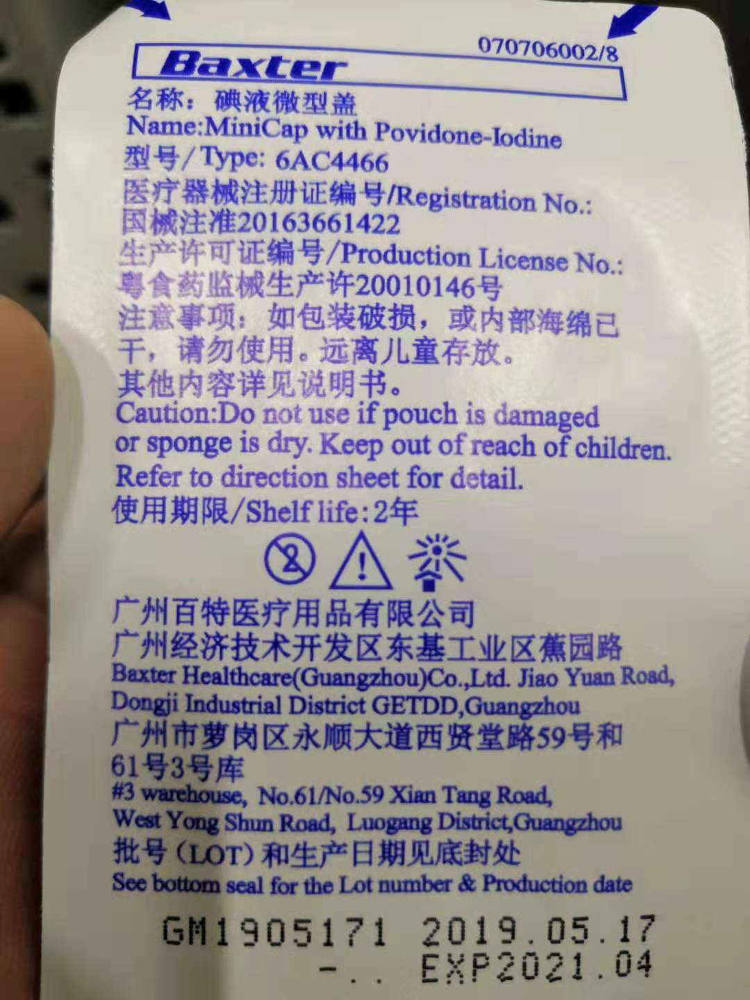 070706002/8
Baxter
名称：碘液微型盖
Name:MiniCap with Povidone-Iodine
型号/Type: 6AC4466
医疗器械注册证编号/Registration No.:
国械注准20163661422
生产许可证编号/Production License No.:
粤食药监械生产许20010146号
注意事项：如包装破损，或内部海绵已
干，请勿使用。远离儿童存放。
其他内容详见说明书。
Caution:Do not use if pouch is damaged
or sponge is dry. Keep out of reach of children.
Refer to direction sheet for detail.
使用期限/Shelf life:2年
2
!
广州百特医疗用品有限公司
广州经济技术开发区东基工业区蕉园路
Baxter Healthcare(Guangzhou)Co.,Ltd. Jiao Yuan Road,
Dongji Industrial District GETDD,Guangzhou
广州市萝岗区永顺大道西贤堂路59号和
61号3号库
#3 warehouse, No.61/No.59 Xian Tang Road,
West Yong Shun Road, Luogang District,Guangzhou
批号（LOT）和生产日期见底封处
See bottom seal for the Lot number & Production date
GM1905171 2019.05.17
-.. EXP2021.04